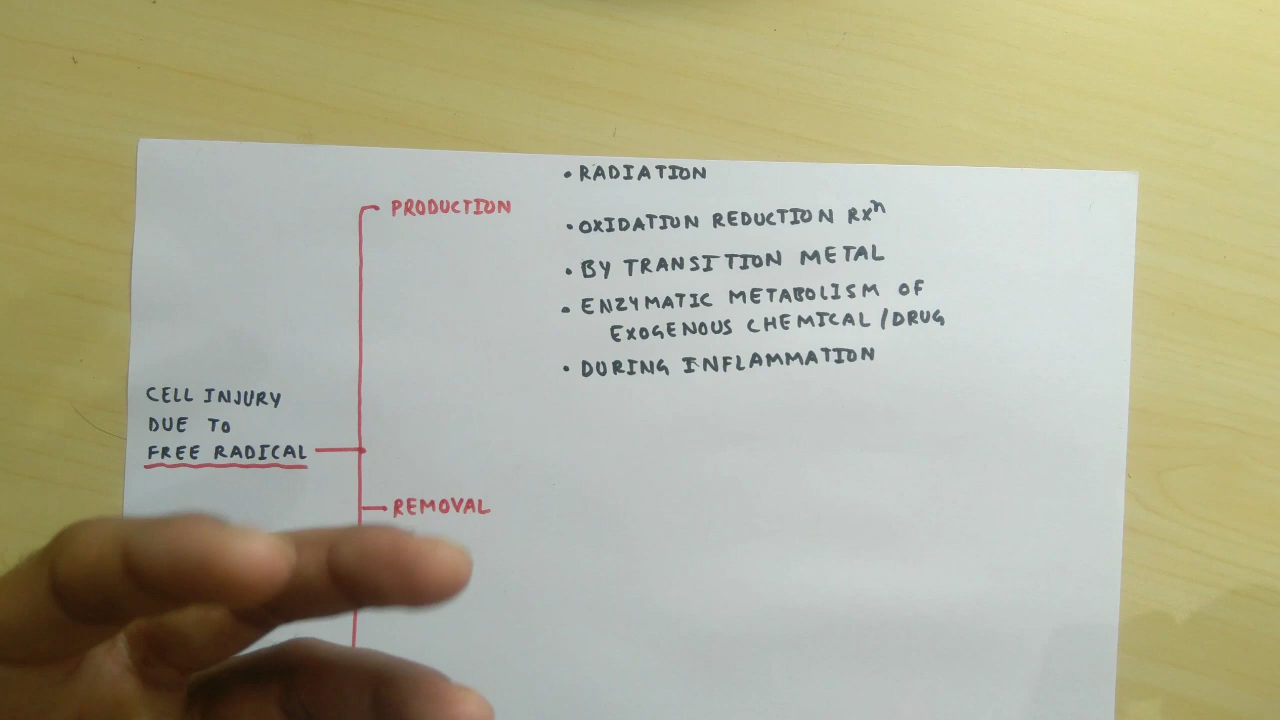 • RADIATION
PRODUCTION
• OXIDATION REDUCTION RXⁿ
• BY TRANSITION METAL
• ENZYMATIC METABOLISM OF
EXOGENOUS CHEMICAL / DRUG
• DURING INFLAMMATION
CELL INJURY
DUE TO
FREE RADICAL
REMOVAL